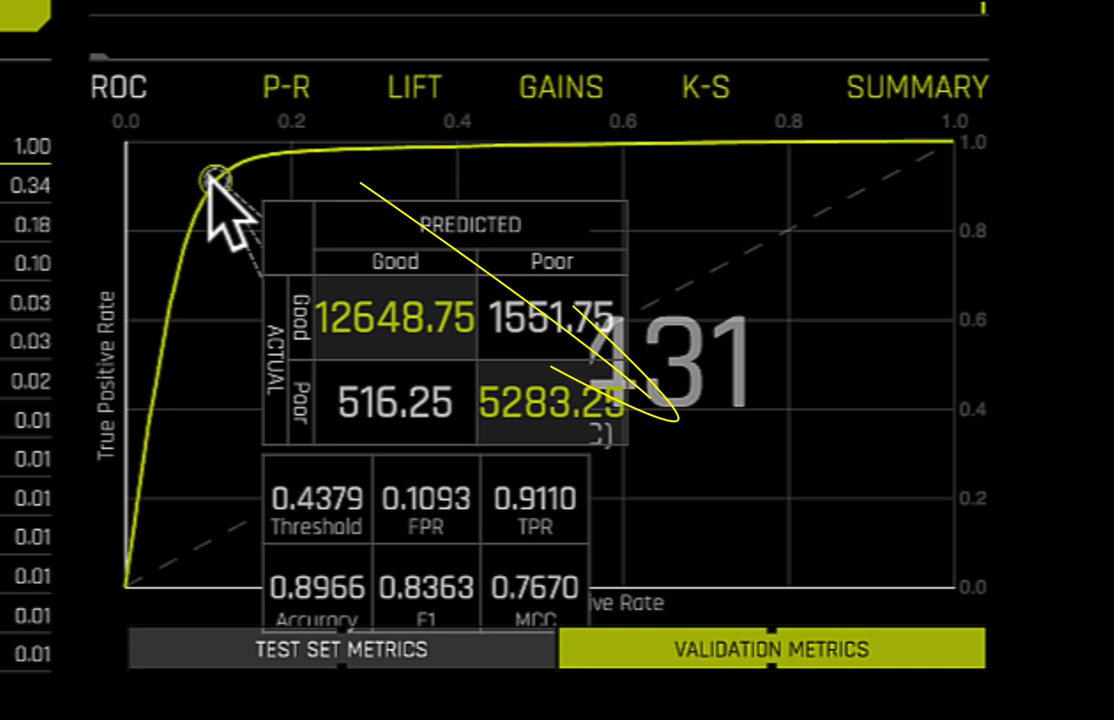 ROC P-R LIFT GAINS K-S SUMMARY
0.0 0.2 0.4 0.6 0.8 1.0
1.0
0.8
0.6
0.4
0.2
0.0
1.00
0.34
0.18
0.10
0.03
0.03
0.02
0.01
0.01
0.01
0.01
0.01
0.01
0.01
True Positive Rate
PREDICTED
Good Poor
ACTUAL
Good 12648.75 1551.75
Poor 516.25 5283.25
431
C)
0.4379 0.1093 0.9110
Threshold FPR TPR
0.8966 0.8363 0.7670
Accuracy F1 MCC
ive Rate
TEST SET METRICS VALIDATION METRICS